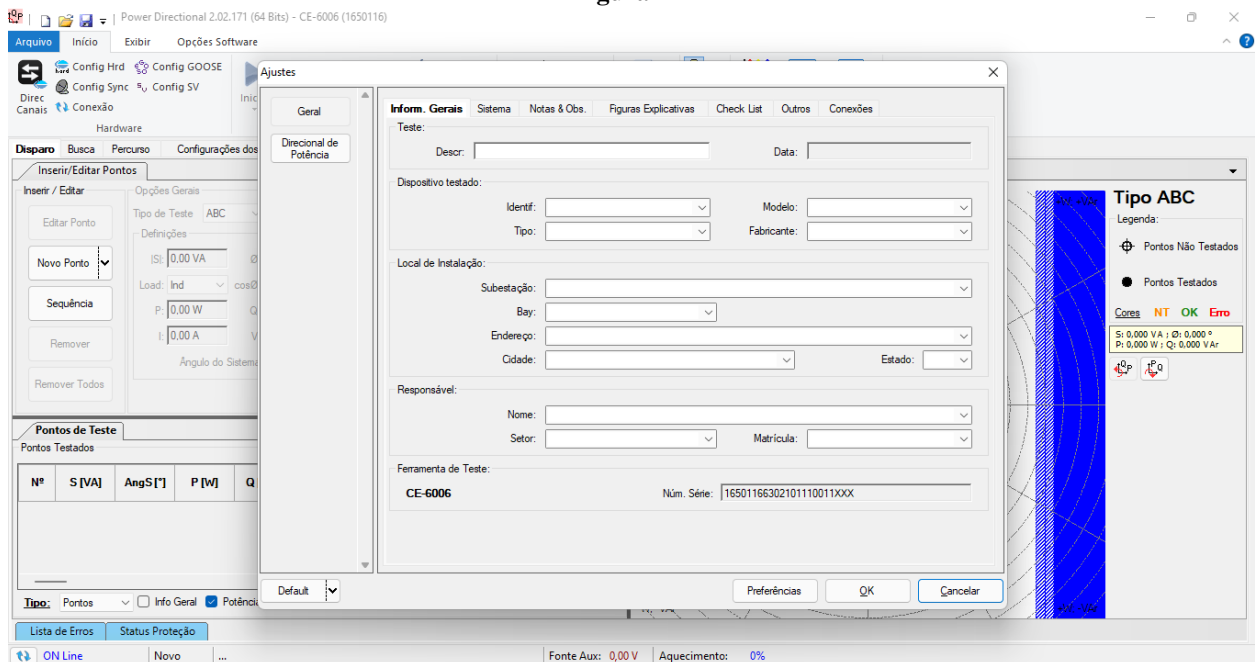 Power Directional 2.02.171 (64 Bits) - CE-6006 (1650116)
Arquivo Início Exibir Opções Software
Config Hrd Config GOOSE
Config Sync Config SV
Direc Canais Conexão
Hardware
Ajustes
Geral
Direcional de Potência
Inform. Gerais Sistema Notas & Obs. Figuras Explicativas Check List Outros Conexões
Teste:
Descr: Data:
Dispositivo testado:
Identif: Modelo:
Tipo: Fabricante:
Local de Instalação:
Subestação:
Bay:
Endereço:
Cidade: Estado:
Responsável:
Nome:
Setor: Matrícula:
Ferramenta de Teste:
CE-6006 Núm. Série: 16501166302101110011XXX
Default Preferências OK Cancelar
Disparo Busca Percurso Configurações dos
Inserir/Editar Pontos
Inserir / Editar Opções Gerais
Editar Ponto Tipo de Teste ABC
Definições
Novo Ponto |S|: 0,00 VA Ø
Load: Ind cosØ
Sequência P: 0,00 W Q
I: 0,00 A V
Remover
Ângulo do Sistema
Remover Todos
Pontos de Teste
Pontos Testados
Nº S [VA] AngS [°] P [W] Q
Tipo: Pontos Info Geral Potência
Lista de Erros Status Proteção
ON Line Novo ... Fonte Aux: 0,00 V Aquecimento: 0%
Tipo ABC
Legenda:
Pontos Não Testados
Pontos Testados
Cores NT OK Erro
S: 0,000 VA ; Ø: 0,000 °
P: 0,000 W ; Q: 0,000 VAr